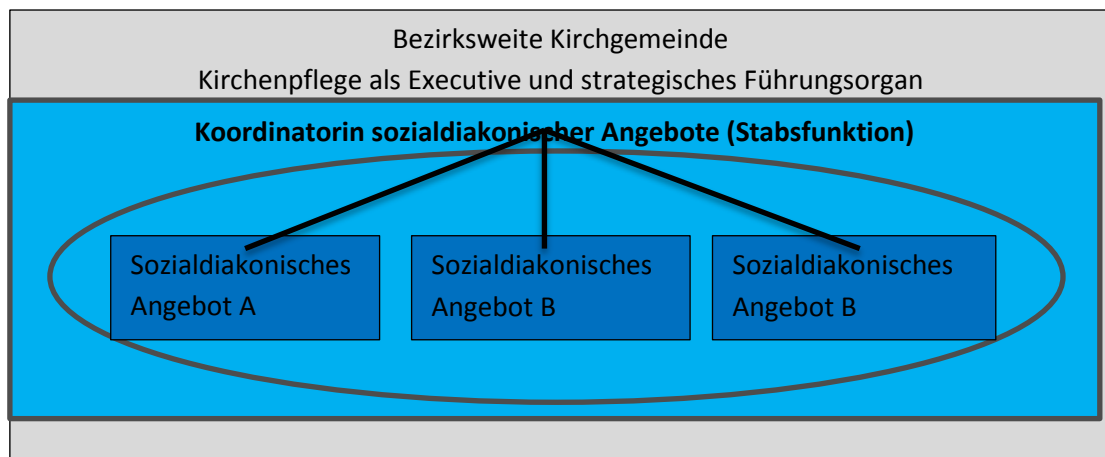 Bezirksweite Kirchgemeinde
Kirchenpflege als Executive und strategisches Führungsorgan
Koordinatorin sozialdiakonischer Angebote (Stabsfunktion)
Sozialdiakonisches
Angebot A
Sozialdiakonisches
Angebot B
Sozialdiakonisches
Angebot B